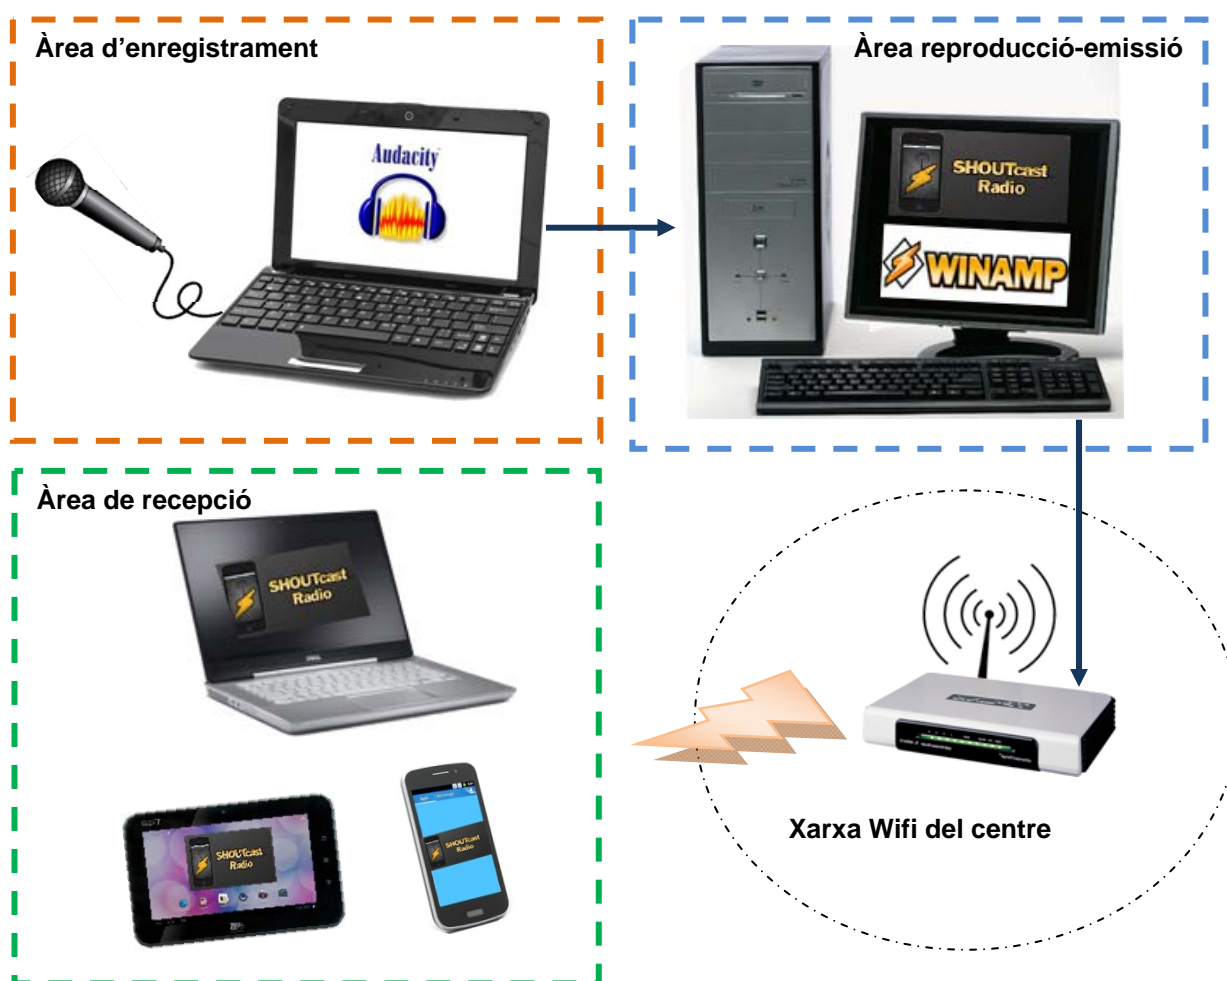 Àrea d'enregistrament
Àrea reproducció-emissió
Audacity
SHOUTcast
Radio
WINAMP
Àrea de recepció
SHOUTcast
Radio
SHOUTcast
Radio
SHOUTcast
Radio
Xarxa Wifi del centre